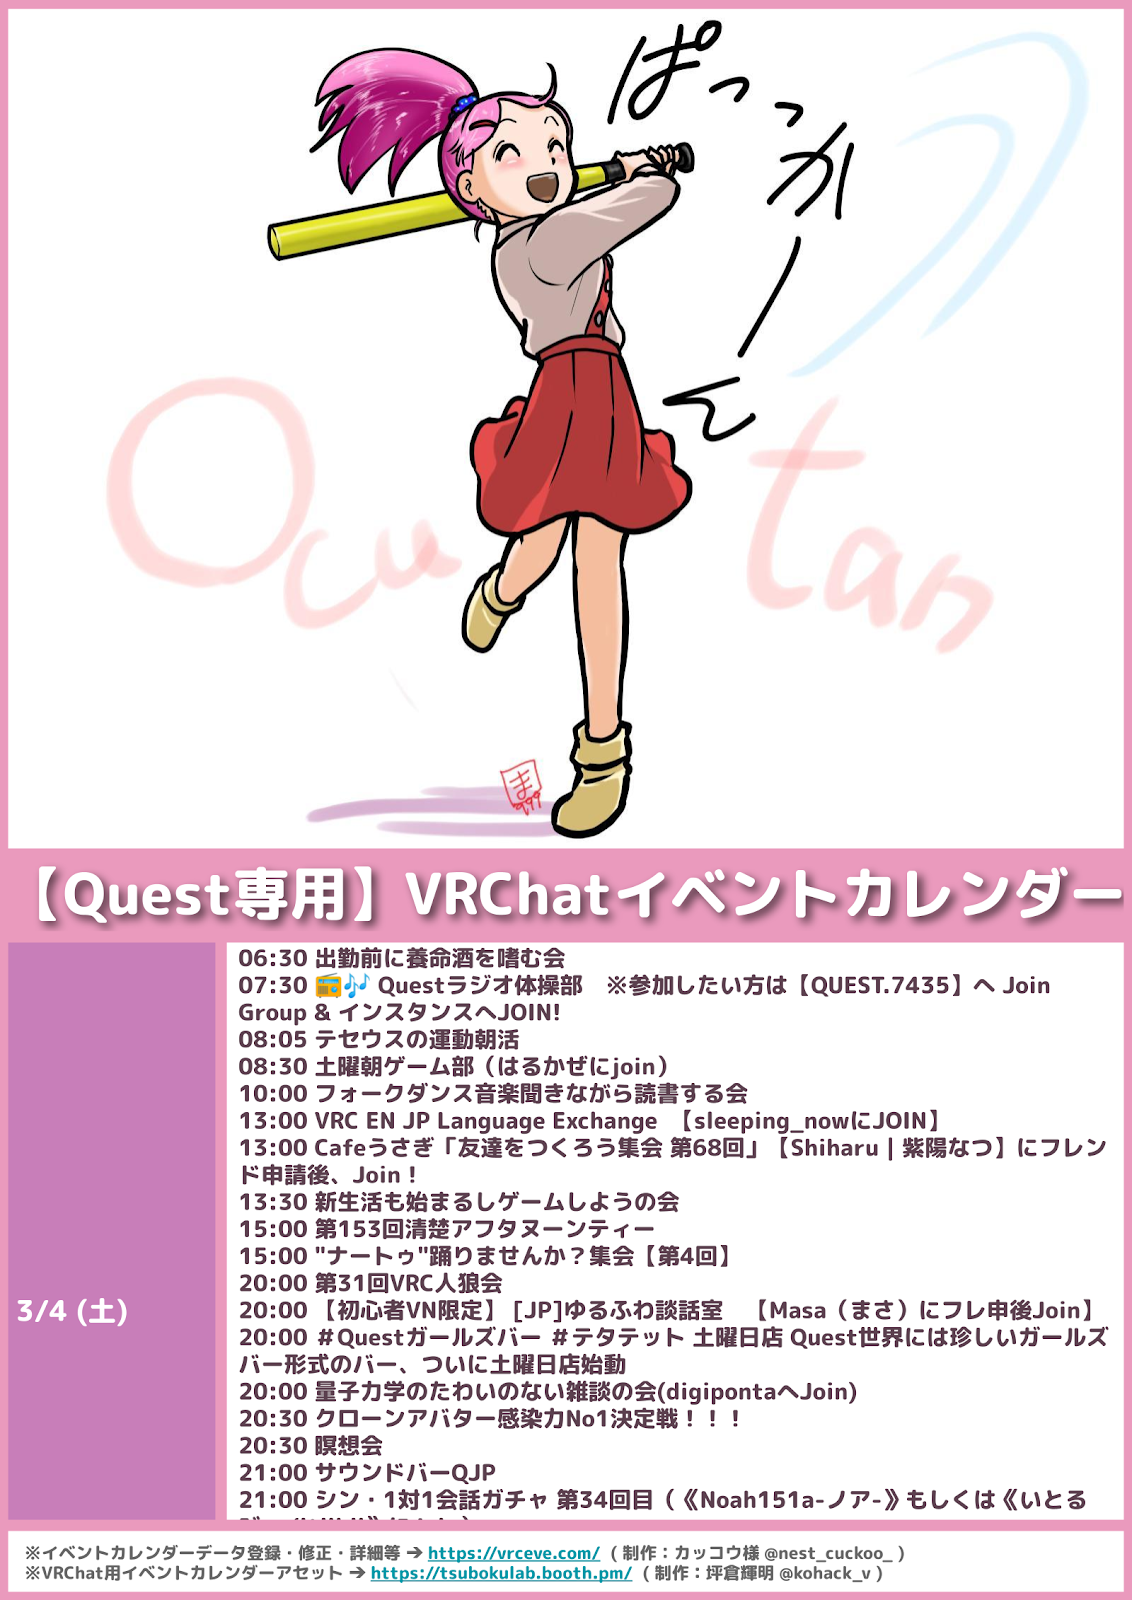 ぱっっかーーん
Ocutan
ま
999
【Quest専用】VRChatイベントカレンダー
3/4 (土)
06:30 出勤前に養命酒を嗜む会
07:30 📻🎶 Questラジオ体操部　※参加したい方は【QUEST.7435】へ Join
Group & インスタンスへJOIN!
08:05 テセウスの運動朝活
08:30 土曜朝ゲーム部（はるかぜにjoin）
10:00 フォークダンス音楽聞きながら読書する会
13:00 VRC EN JP Language Exchange 【sleeping_nowにJOIN】
13:00 Cafeうさぎ「友達をつくろう集会 第68回」【Shiharu | 紫陽なつ】にフレン
ド申請後、Join！
13:30 新生活も始まるしゲームしようの会
15:00 第153回清楚アフタヌーンティー
15:00 "ナートゥ"踊りませんか？集会【第4回】
20:00 第31回VRC人狼会
20:00 【初心者VN限定】 [JP]ゆるふわ談話室　【Masa（まさ）にフレ申後Join】
20:00 ＃Questガールズバー ＃テタテット 土曜日店 Quest世界には珍しいガールズ
バー形式のバー、ついに土曜日店始動
20:00 量子力学のたわいのない雑談の会(digipontaへJoin)
20:30 クローンアバター感染力No1決定戦！！！
20:30 瞑想会
21:00 サウンドバーQJP
21:00 シン・1対1会話ガチャ 第34回目（《Noah151a-ノア-》もしくは《いとる
※イベントカレンダーデータ登録・修正・詳細等 ➔ https://vrceve.com/ （ 制作：カッコウ様 @nest_cuckoo_ ）
※VRChat用イベントカレンダーアセット ➔ https://tsubokulab.booth.pm/ （ 制作：坪倉輝明 @kohack_v ）